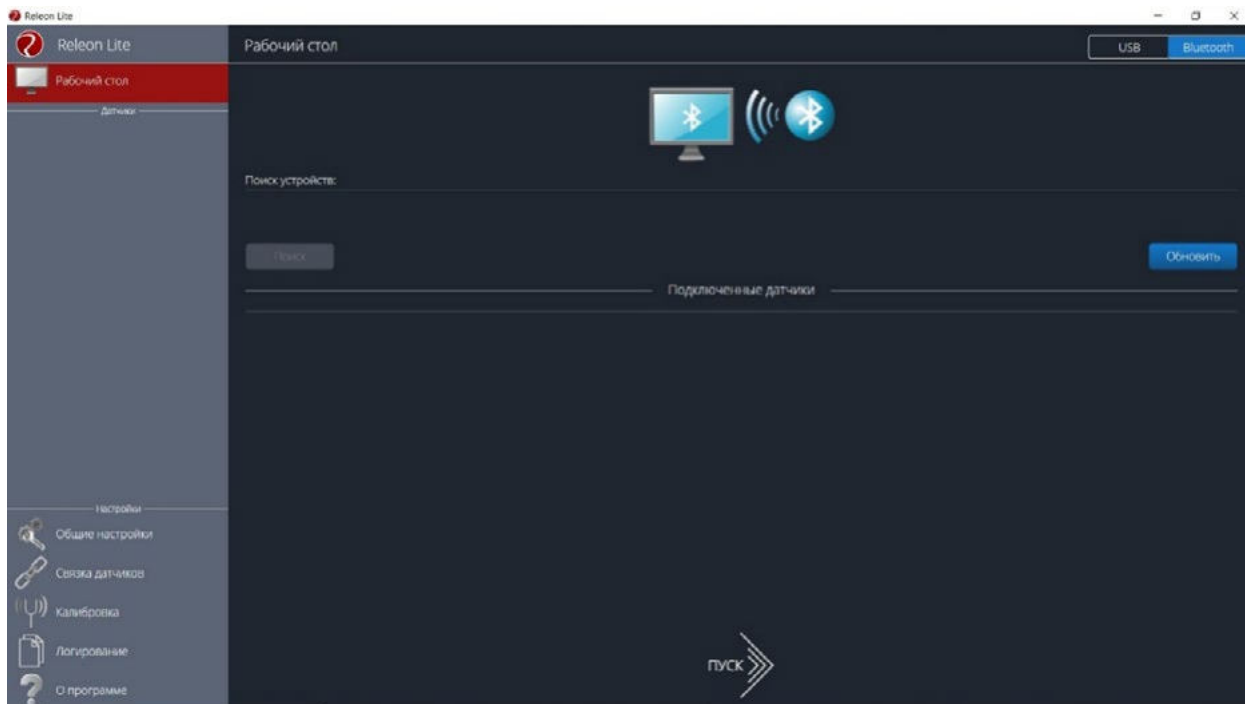 Releon Lite
Releon Lite
Рабочий стол
USB
Bluetooth
Рабочий стол
Датчики
Поиск устройств:
Поиск
Обновить
Подключенные датчики
Настройки
Общие настройки
Связка датчиков
Калибровка
Логирование
О программе
ПУСК